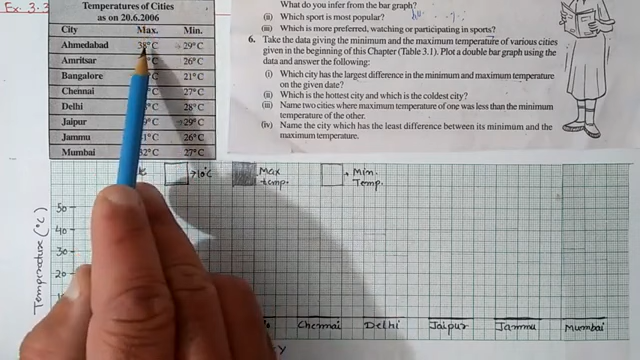 Ex. 3.3
Temperatures of Cities
as on 20.6.2006
City Max. Min.
Ahmedabad 38°C 29°C
Amritsar °C 26°C
Bangalore °C 21°C
Chennai °C 27°C
Delhi °C 28°C
Jaipur 9°C 29°C
Jammu 41°C 26°C
Mumbai 32°C 27°C
What do you infer from the bar graph?
(ii) Which sport is most popular?
(iii) Which is more preferred, watching or participating in sports?
6. Take the data giving the minimum and the maximum temperature of various cities
given in the beginning of this Chapter (Table 3.1). Plot a double bar graph using the
data and answer the following:
(i) Which city has the largest difference in the minimum and maximum temperature
on the given date?
(ii) Which is the hottest city and which is the coldest city?
(iii) Name two cities where maximum temperature of one was less than the minimum
temperature of the other.
(iv) Name the city which has the least difference between its minimum and the
maximum temperature.
→10°C Max temp. Min. Temp.
Temperature (°C)
50
40
30
20
Chennai Delhi Jaipur Jammu Mumbai
Y